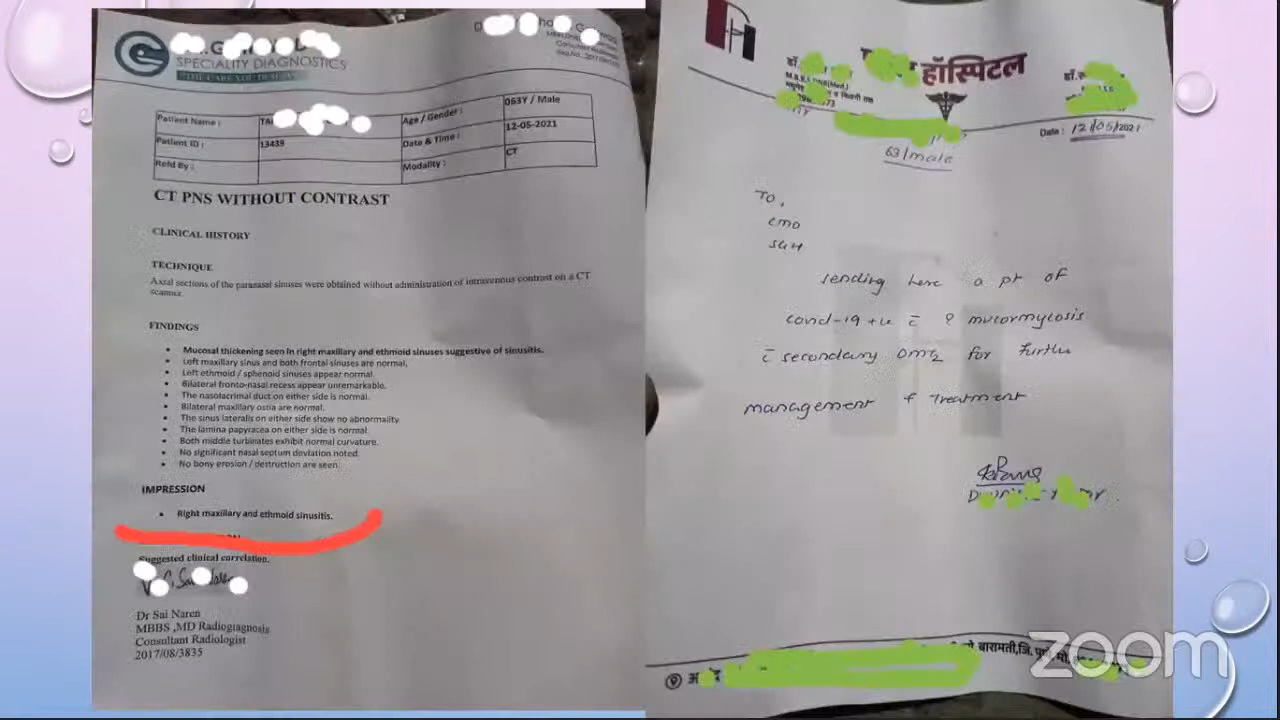 SPECIALITY DIAGNOSTICS
Consultant Radiologist
Patient Name :
Age / Gender :
063Y / Male
Patient ID :
13439
Date & Time :
12-05-2021
Refd By :
Modality :
CT
CT PNS WITHOUT CONTRAST
CLINICAL HISTORY
TECHNIQUE
Axial sections of the paranasal sinuses were obtained without administration of intravenous contrast on a CT
scanner.
FINDINGS
• Mucosal thickening seen in right maxillary and ethmoid sinuses suggestive of sinusitis.
• Left maxillary sinus and both frontal sinuses are normal.
• Left ethmoid / sphenoid sinuses appear normal.
• Bilateral fronto-nasal recess appear unremarkable.
• The nasolacrimal duct on either side is normal.
• Bilateral maxillary ostia are normal.
• The sinus lateralis on either side show no abnormality
• The lamina papyracea on either side is normal
• Both middle turbinates exhibit normal curvature.
• No significant nasal septum deviation noted.
• No bony erosion / destruction are seen.
IMPRESSION
• Right maxillary and ethmoid sinusitis.
Suggested clinical correlation.
Dr Sai Naren
MBBS ,MD Radiogiagnosis
Consultant Radiologist
2017/08/3835
हॉस्पिटल
Date : 12/05/2021
63/male
To,
CMO
SGH
sending here a pt of
covid-19 +ve c̄ ? mucormycosis
c̄ secondary DM2 for further
management & Treatment
बारामती,जि.
zoom